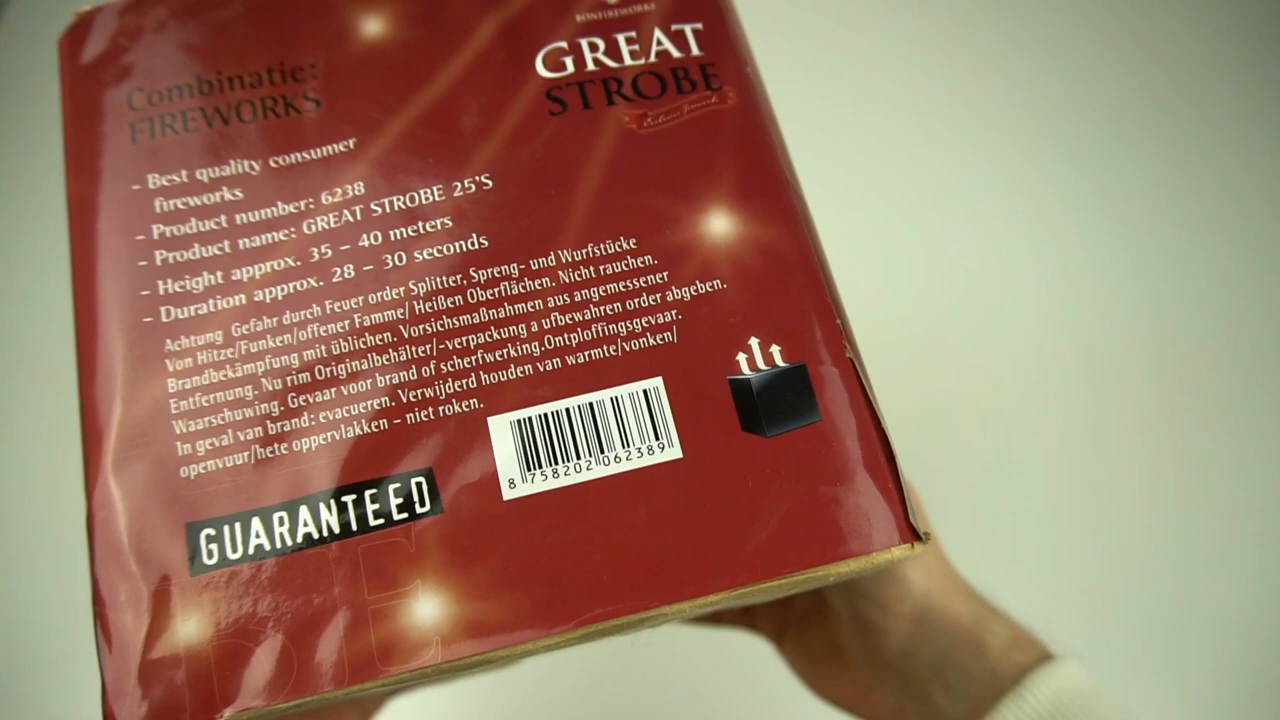 BONFIREWORKS
GREAT
STROBE
Exclusive fireworks
Combinatie:
FIREWORKS
- Best quality consumer
fireworks
- Product number: 6238
- Product name: GREAT STROBE 25'S
- Height approx. 35 – 40 meters
- Duration approx. 28 – 30 seconds
Achtung Gefahr durch Feuer order Splitter, Spreng- und Wurfstücke
Von Hitze/Funken/offener Famme/ Heißen Oberflächen. Nicht rauchen.
Brandbekämpfung mit üblichen. Vorsichsmaßnahmen aus angemessener
Entfernung. Nu rim Originalbehälter/-verpackung a ufbewahren order abgeben.
Waarschuwing. Gevaar voor brand of scherfwerking.Ontploffingsgevaar.
In geval van brand: evacueren. Verwijderd houden van warmte/vonken/
openvuur/hete oppervlakken – niet roken.
8 758202 062389
GUARANTEED